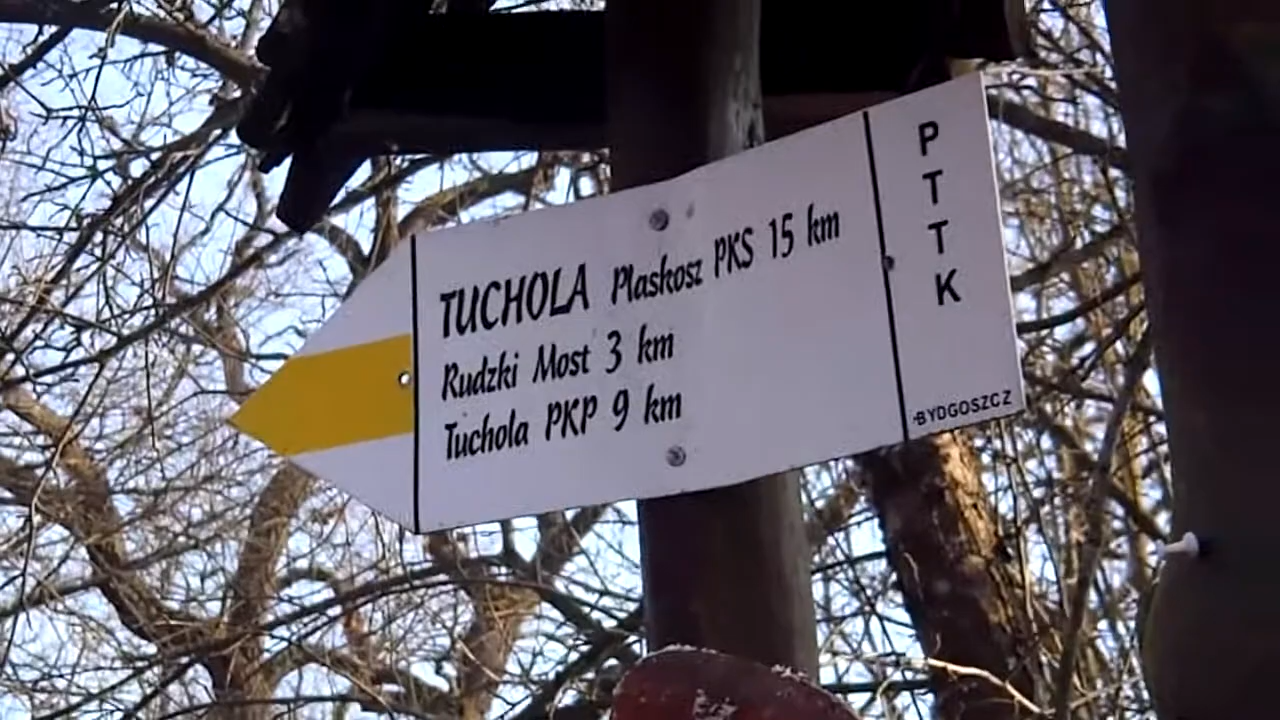 TUCHOLA Plaskosz PKS 15 km
Rudzki Most 3 km
Tuchola PKP 9 km
PTTK
BYDGOSZCZ